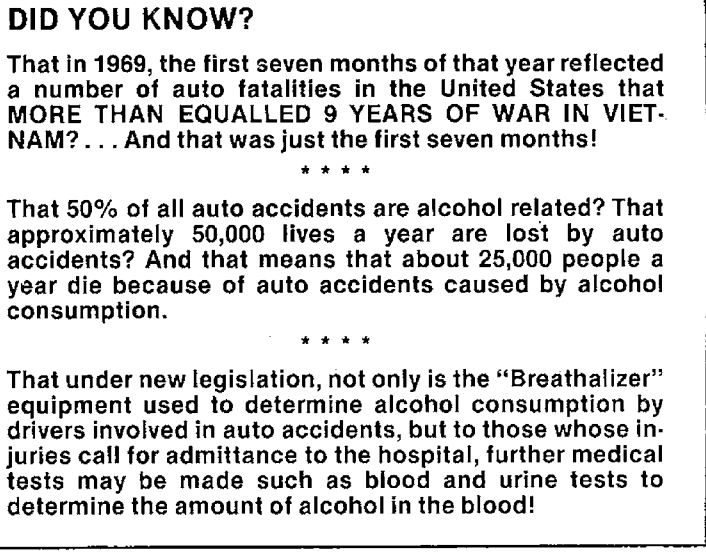 DID YOU KNOW?
That in 1969, the first seven months of that year reflected
a number of auto fatalities in the United States that
MORE THAN EQUALLED 9 YEARS OF WAR IN VIET-
NAM? . . . And that was just the first seven months!
* * * *
That 50% of all auto accidents are alcohol related? That
approximately 50,000 lives a year are lost by auto
accidents? And that means that about 25,000 people a
year die because of auto accidents caused by alcohol
consumption.
* * * *
That under new legislation, not only is the "Breathalizer"
equipment used to determine alcohol consumption by
drivers involved in auto accidents, but to those whose in-
juries call for admittance to the hospital, further medical
tests may be made such as blood and urine tests to
determine the amount of alcohol in the blood!